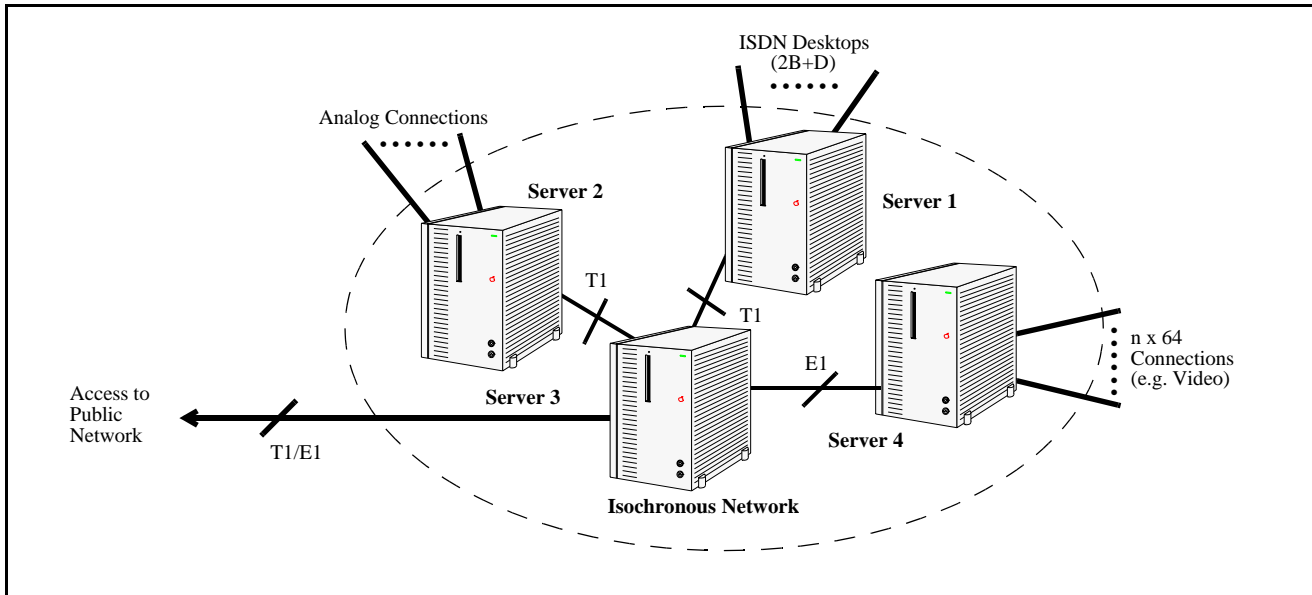 ISDN Desktops
(2B+D)
Analog Connections
Server 2
Server 1
T1
T1
n x 64
Connections
(e.g. Video)
E1
Server 3
Access to
Public
Network
Server 4
T1/E1
Isochronous Network